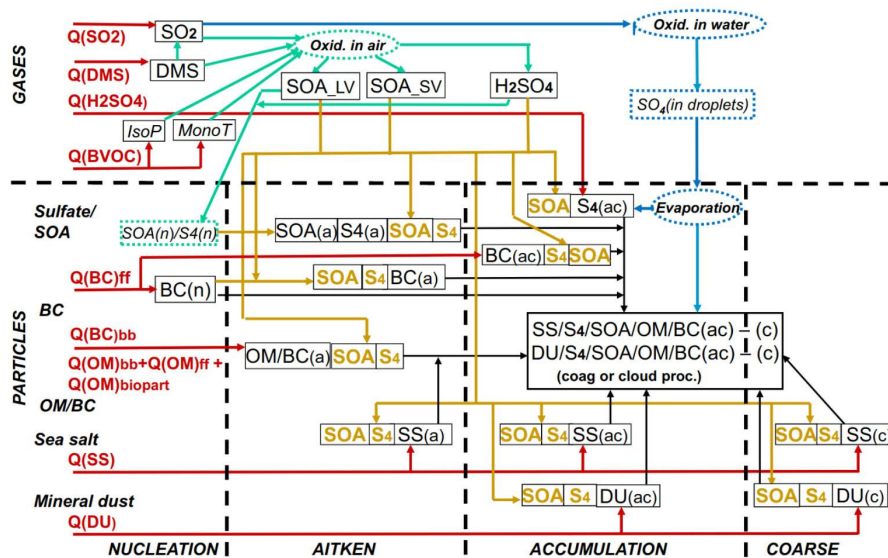 GASES
Q(SO2)
SO2
Oxid. in air
Oxid. in water
Q(DMS)
DMS
SOA_LV
SOA_SV
H2SO4
Q(H2SO4)
SO4(in droplets)
IsoP
MonoT
Q(BVOC)
PARTICLES
Sulfate/
SOA
SOA S4(ac)
Evaporation
SOA(n)/S4(n)
SOA(a) S4(a) SOA S4
BC(ac) S4 SOA
Q(BC)ff
BC(n)
SOA S4 BC(a)
BC
SS/S4/SOA/OM/BC(ac) – (c)
DU/S4/SOA/OM/BC(ac) – (c)
(coag or cloud proc.)
Q(BC)bb
OM/BC(a) SOA S4
Q(OM)bb+Q(OM)ff +
Q(OM)biopart
OM/BC
Sea salt
SOA S4 SS(a)
SOA S4 SS(ac)
SOA S4 SS(c)
Q(SS)
Mineral dust
SOA S4 DU(ac)
SOA S4 DU(c)
Q(DU)
NUCLEATION
AITKEN
ACCUMULATION
COARSE